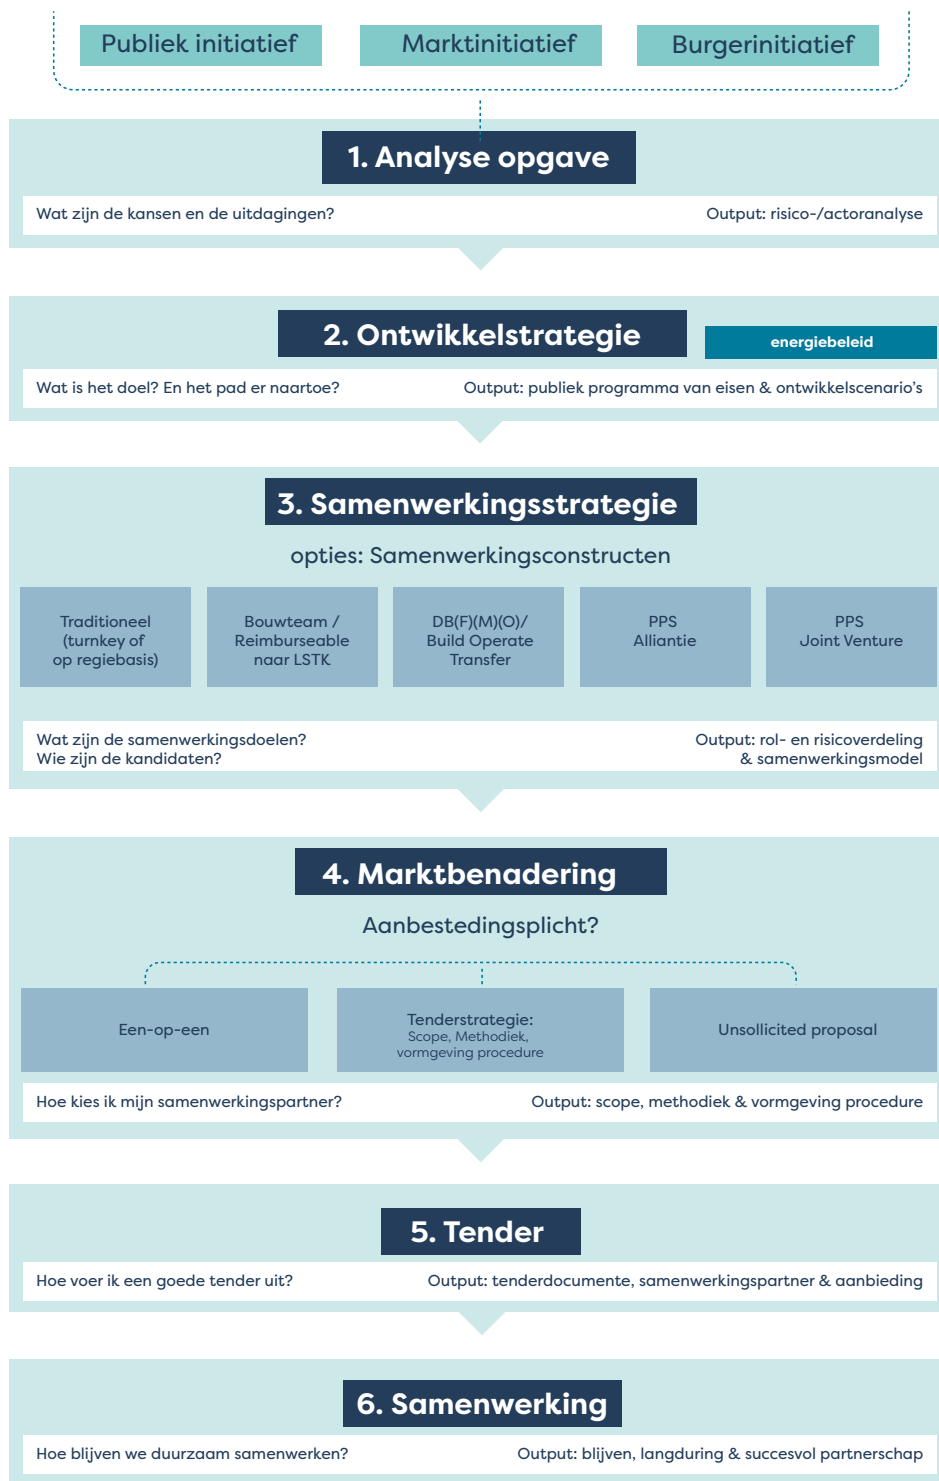 Publiek initiatief
Marktinitiatief
Burgerinitiatief
1. Analyse opgave
Wat zijn de kansen en de uitdagingen?
Output: risico-/actoranalyse
2. Ontwikkelstrategie
energiebeleid
Wat is het doel? En het pad er naartoe?
Output: publiek programma van eisen & ontwikkelscenario's
3. Samenwerkingsstrategie
opties: Samenwerkingsconstructen
Traditioneel
(turnkey of
op regiebasis)
Bouwteam /
Reimburseable
naar LSTK
DB(F)(M)(O)/
Build Operate
Transfer
PPS
Alliantie
PPS
Joint Venture
Wat zijn de samenwerkingsdoelen?
Wie zijn de kandidaten?
Output: rol- en risicoverdeling
& samenwerkingsmodel
4. Marktbenadering
Aanbestedingsplicht?
Een-op-een
Tenderstrategie:
Scope, Methodiek,
vormgeving procedure
Unsollicited proposal
Hoe kies ik mijn samenwerkingspartner?
Output: scope, methodiek & vormgeving procedure
5. Tender
Hoe voer ik een goede tender uit?
Output: tenderdocumente, samenwerkingspartner & aanbieding
6. Samenwerking
Hoe blijven we duurzaam samenwerken?
Output: blijven, langduring & succesvol partnerschap